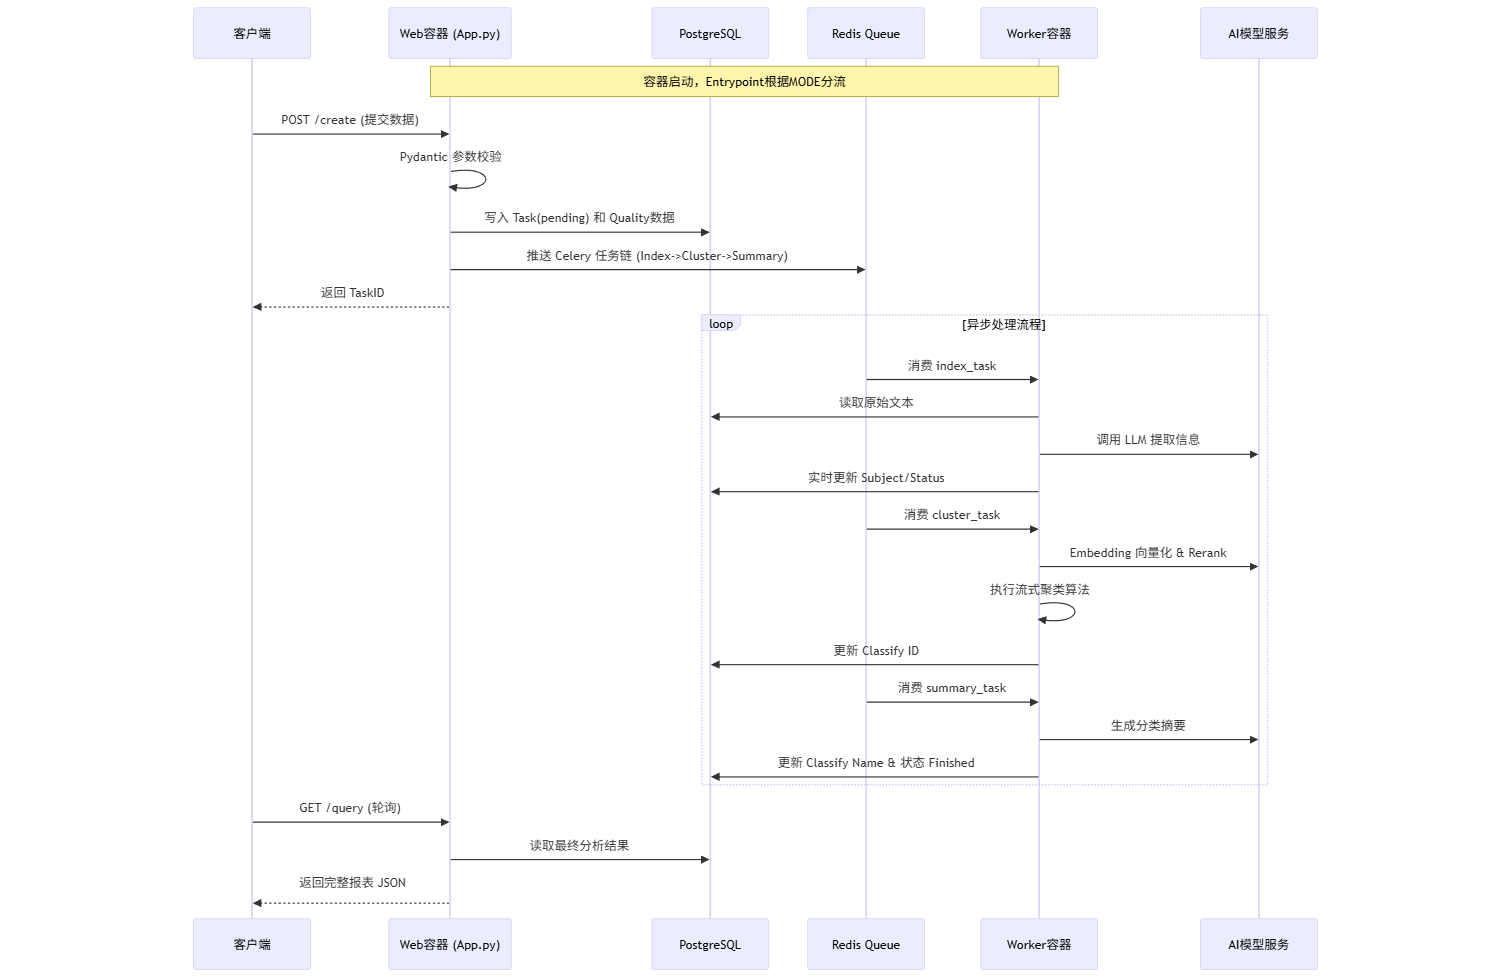 客户端
Web容器 (App.py)
PostgreSQL
Redis Queue
Worker容器
AI模型服务
容器启动，Entrypoint根据MODE分流
POST /create (提交数据)
Pydantic 参数校验
写入 Task(pending) 和 Quality数据
推送 Celery 任务链 (Index->Cluster->Summary)
返回 TaskID
loop
[异步处理流程]
消费 index_task
读取原始文本
调用 LLM 提取信息
实时更新 Subject/Status
消费 cluster_task
Embedding 向量化 & Rerank
执行流式聚类算法
更新 Classify ID
消费 summary_task
生成分类摘要
更新 Classify Name & 状态 Finished
GET /query (轮询)
读取最终分析结果
返回完整报表 JSON
客户端
Web容器 (App.py)
PostgreSQL
Redis Queue
Worker容器
AI模型服务